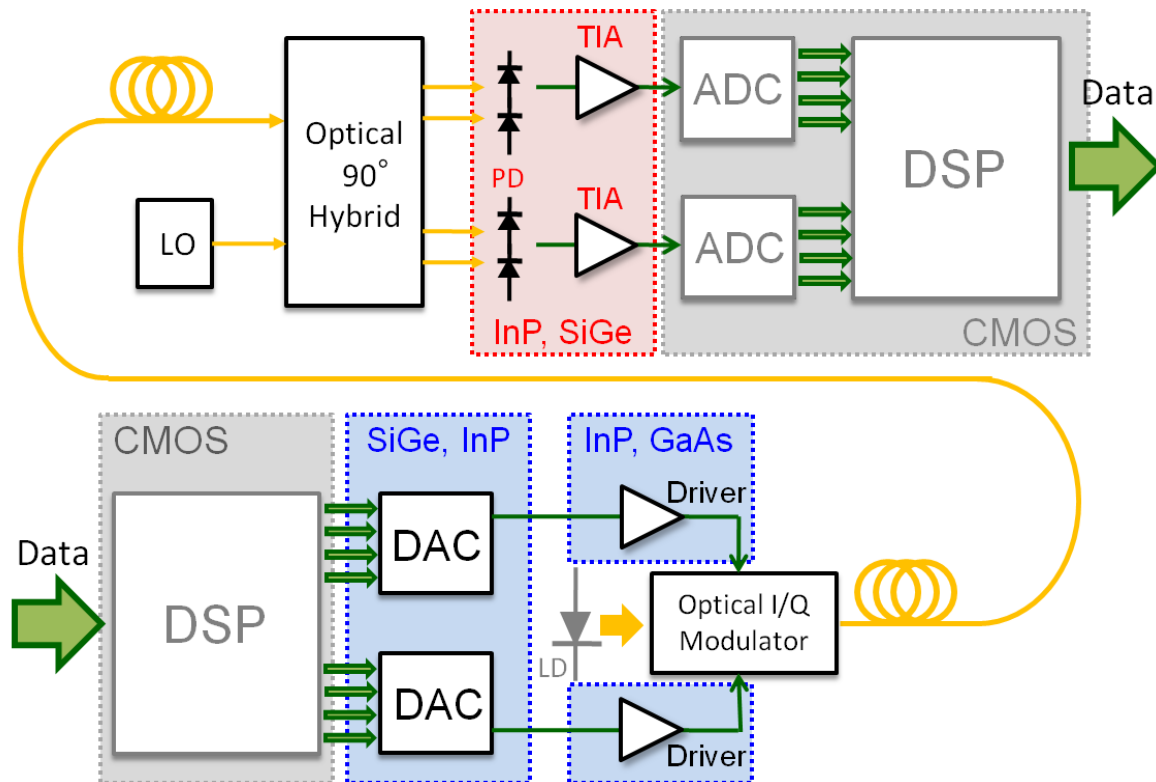 TIA
Optical
90°
Hybrid
LO
PD
TIA
InP, SiGe
ADC
ADC
DSP
Data
CMOS
CMOS
DSP
Data
SiGe, InP
DAC
DAC
InP, GaAs
Driver
LD
Optical I/Q
Modulator
Driver